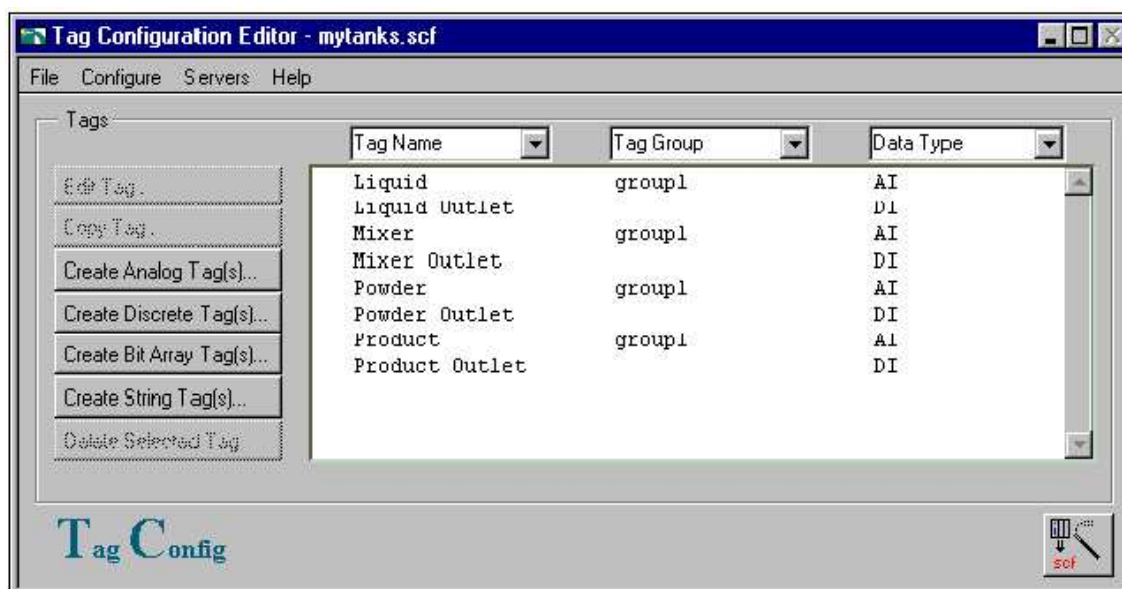 Tag Configuration Editor - mytanks.scf
File Configure Servers Help
Tags
Tag Name Tag Group Data Type
Edit Tag.
Liquid group1 AI
Liquid Outlet DI
Copy Tag.
Mixer group1 AI
Mixer Outlet DI
Create Analog Tag(s)...
Powder group1 AI
Create Discrete Tag(s)...
Powder Outlet DI
Product group1 AI
Create Bit Array Tag(s)...
Product Outlet DI
Create String Tag(s)...
Delete Selected Tag
Tag Config
scf